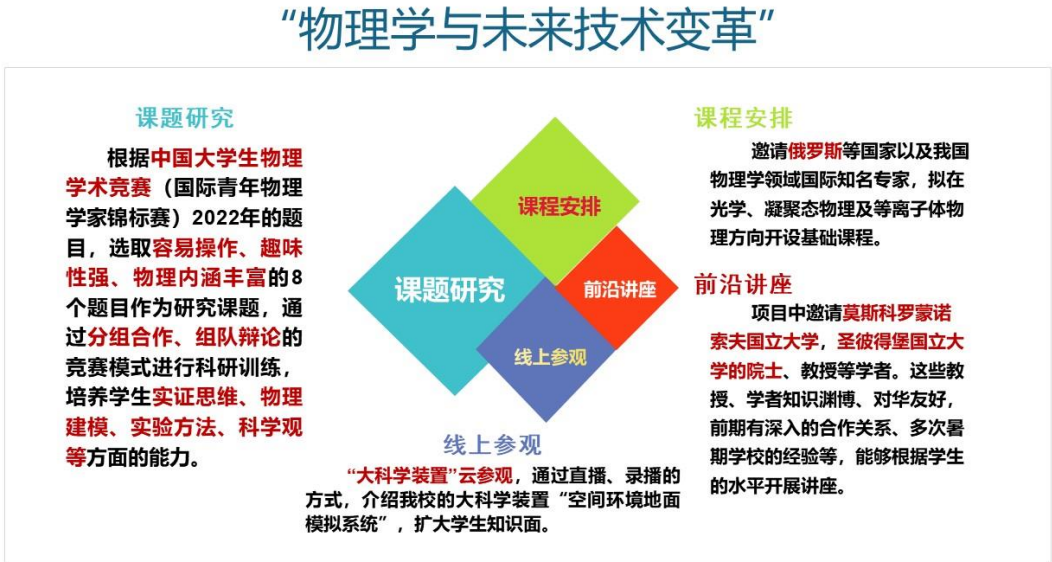 “物理学与未来技术变革”
课题研究
根据中国大学生物理
学术竞赛（国际青年物理
学家锦标赛）2022年的题
目，选取容易操作、趣味
性强、物理内涵丰富的8
个题目作为研究课题，通
过分组合作、组队辩论的
竞赛模式进行科研训练，
培养学生实证思维、物理
建模、实验方法、科学观
等方面的能力。
课程安排
课题研究
前沿讲座
线上参观
课程安排
邀请俄罗斯等国家以及我国
物理学领域国际知名专家，拟在
光学、凝聚态物理及等离子体物
理方向开设基础课程。
前沿讲座
项目中邀请莫斯科罗蒙诺
索夫国立大学，圣彼得堡国立大
学的院士、教授等学者。这些教
授、学者知识渊博、对华友好，
前期有深入的合作关系、多次暑
期学校的经验等，能够根据学生
的水平开展讲座。
线上参观
“大科学装置”云参观，通过直播、录播的
方式，介绍我校的大科学装置“空间环境地面
模拟系统”，扩大学生知识面。